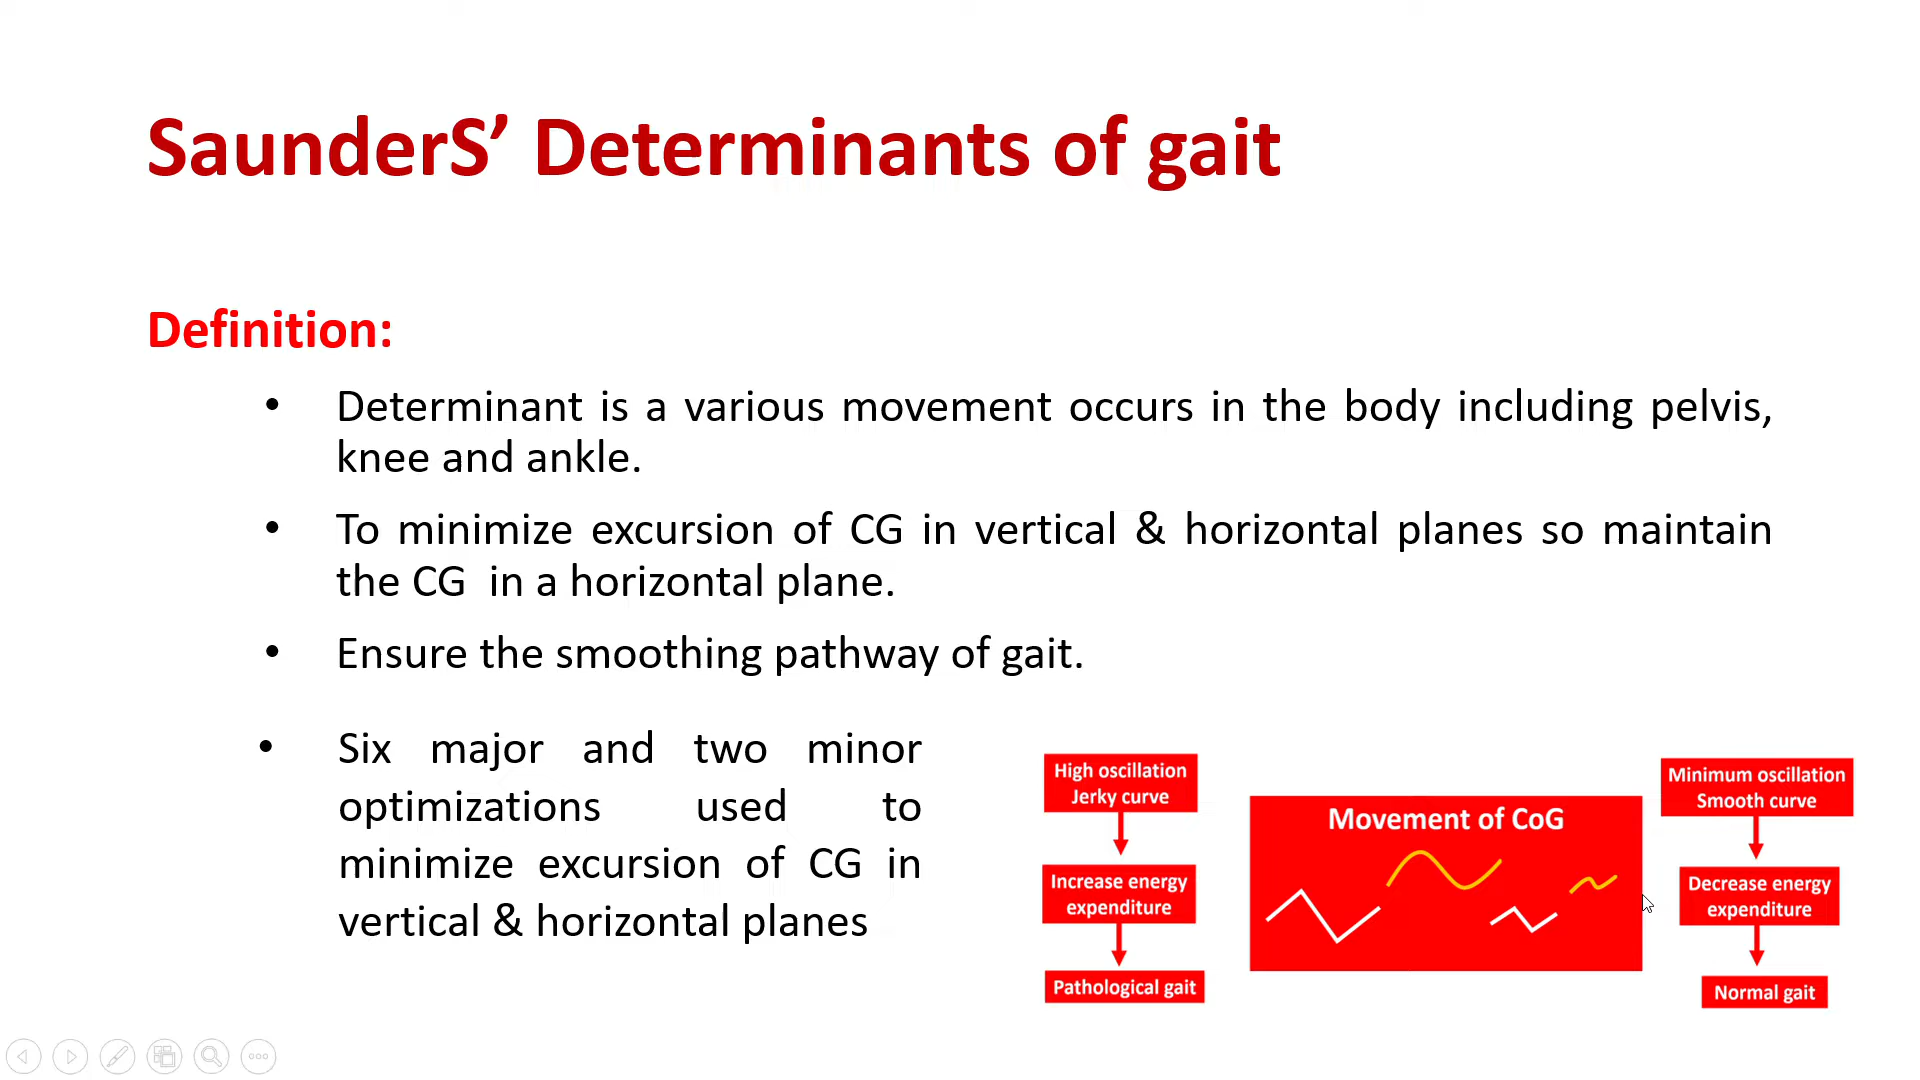 SaunderS’ Determinants of gait
Definition:
• Determinant is a various movement occurs in the body including pelvis,
knee and ankle.
• To minimize excursion of CG in vertical & horizontal planes so maintain
the CG in a horizontal plane.
• Ensure the smoothing pathway of gait.
• Six major and two minor
optimizations used to
minimize excursion of CG in
vertical & horizontal planes
High oscillation
Jerky curve
Increase energy
expenditure
Pathological gait
Movement of CoG
Minimum oscillation
Smooth curve
Decrease energy
expenditure
Normal gait